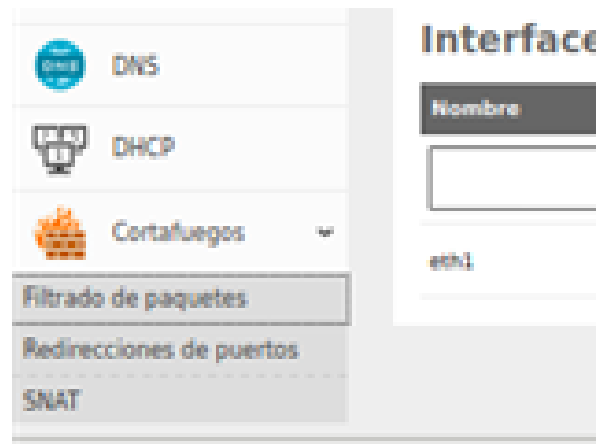 DNS
DHCP
Cortafuegos
Filtrado de paquetes
Redirecciones de puertos
SNAT
Interface
Nombre
eth1